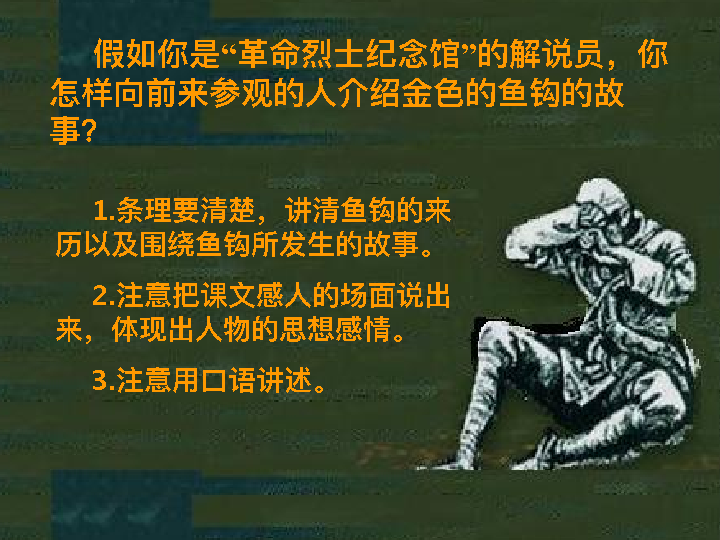 假如你是“革命烈士纪念馆”的解说员，你
怎样向前来参观的人介绍金色的鱼钩的故
事？
1.条理要清楚，讲清鱼钩的来
历以及围绕鱼钩所发生的故事。
2.注意把课文感人的场面说出
来，体现出人物的思想感情。
3.注意用口语讲述。